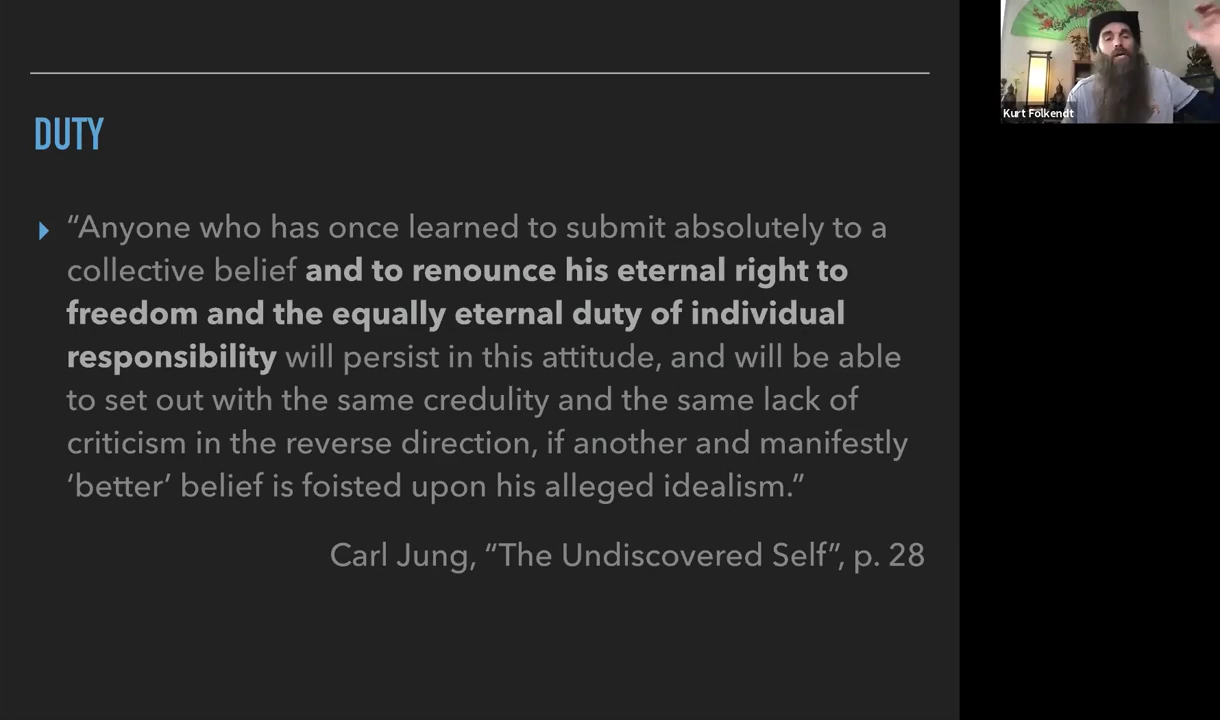 DUTY
“Anyone who has once learned to submit absolutely to a
collective belief and to renounce his eternal right to
freedom and the equally eternal duty of individual
responsibility will persist in this attitude, and will be able
to set out with the same credulity and the same lack of
criticism in the reverse direction, if another and manifestly
‘better’ belief is foisted upon his alleged idealism.”
Carl Jung, “The Undiscovered Self”, p. 28
Kurt Folkendt